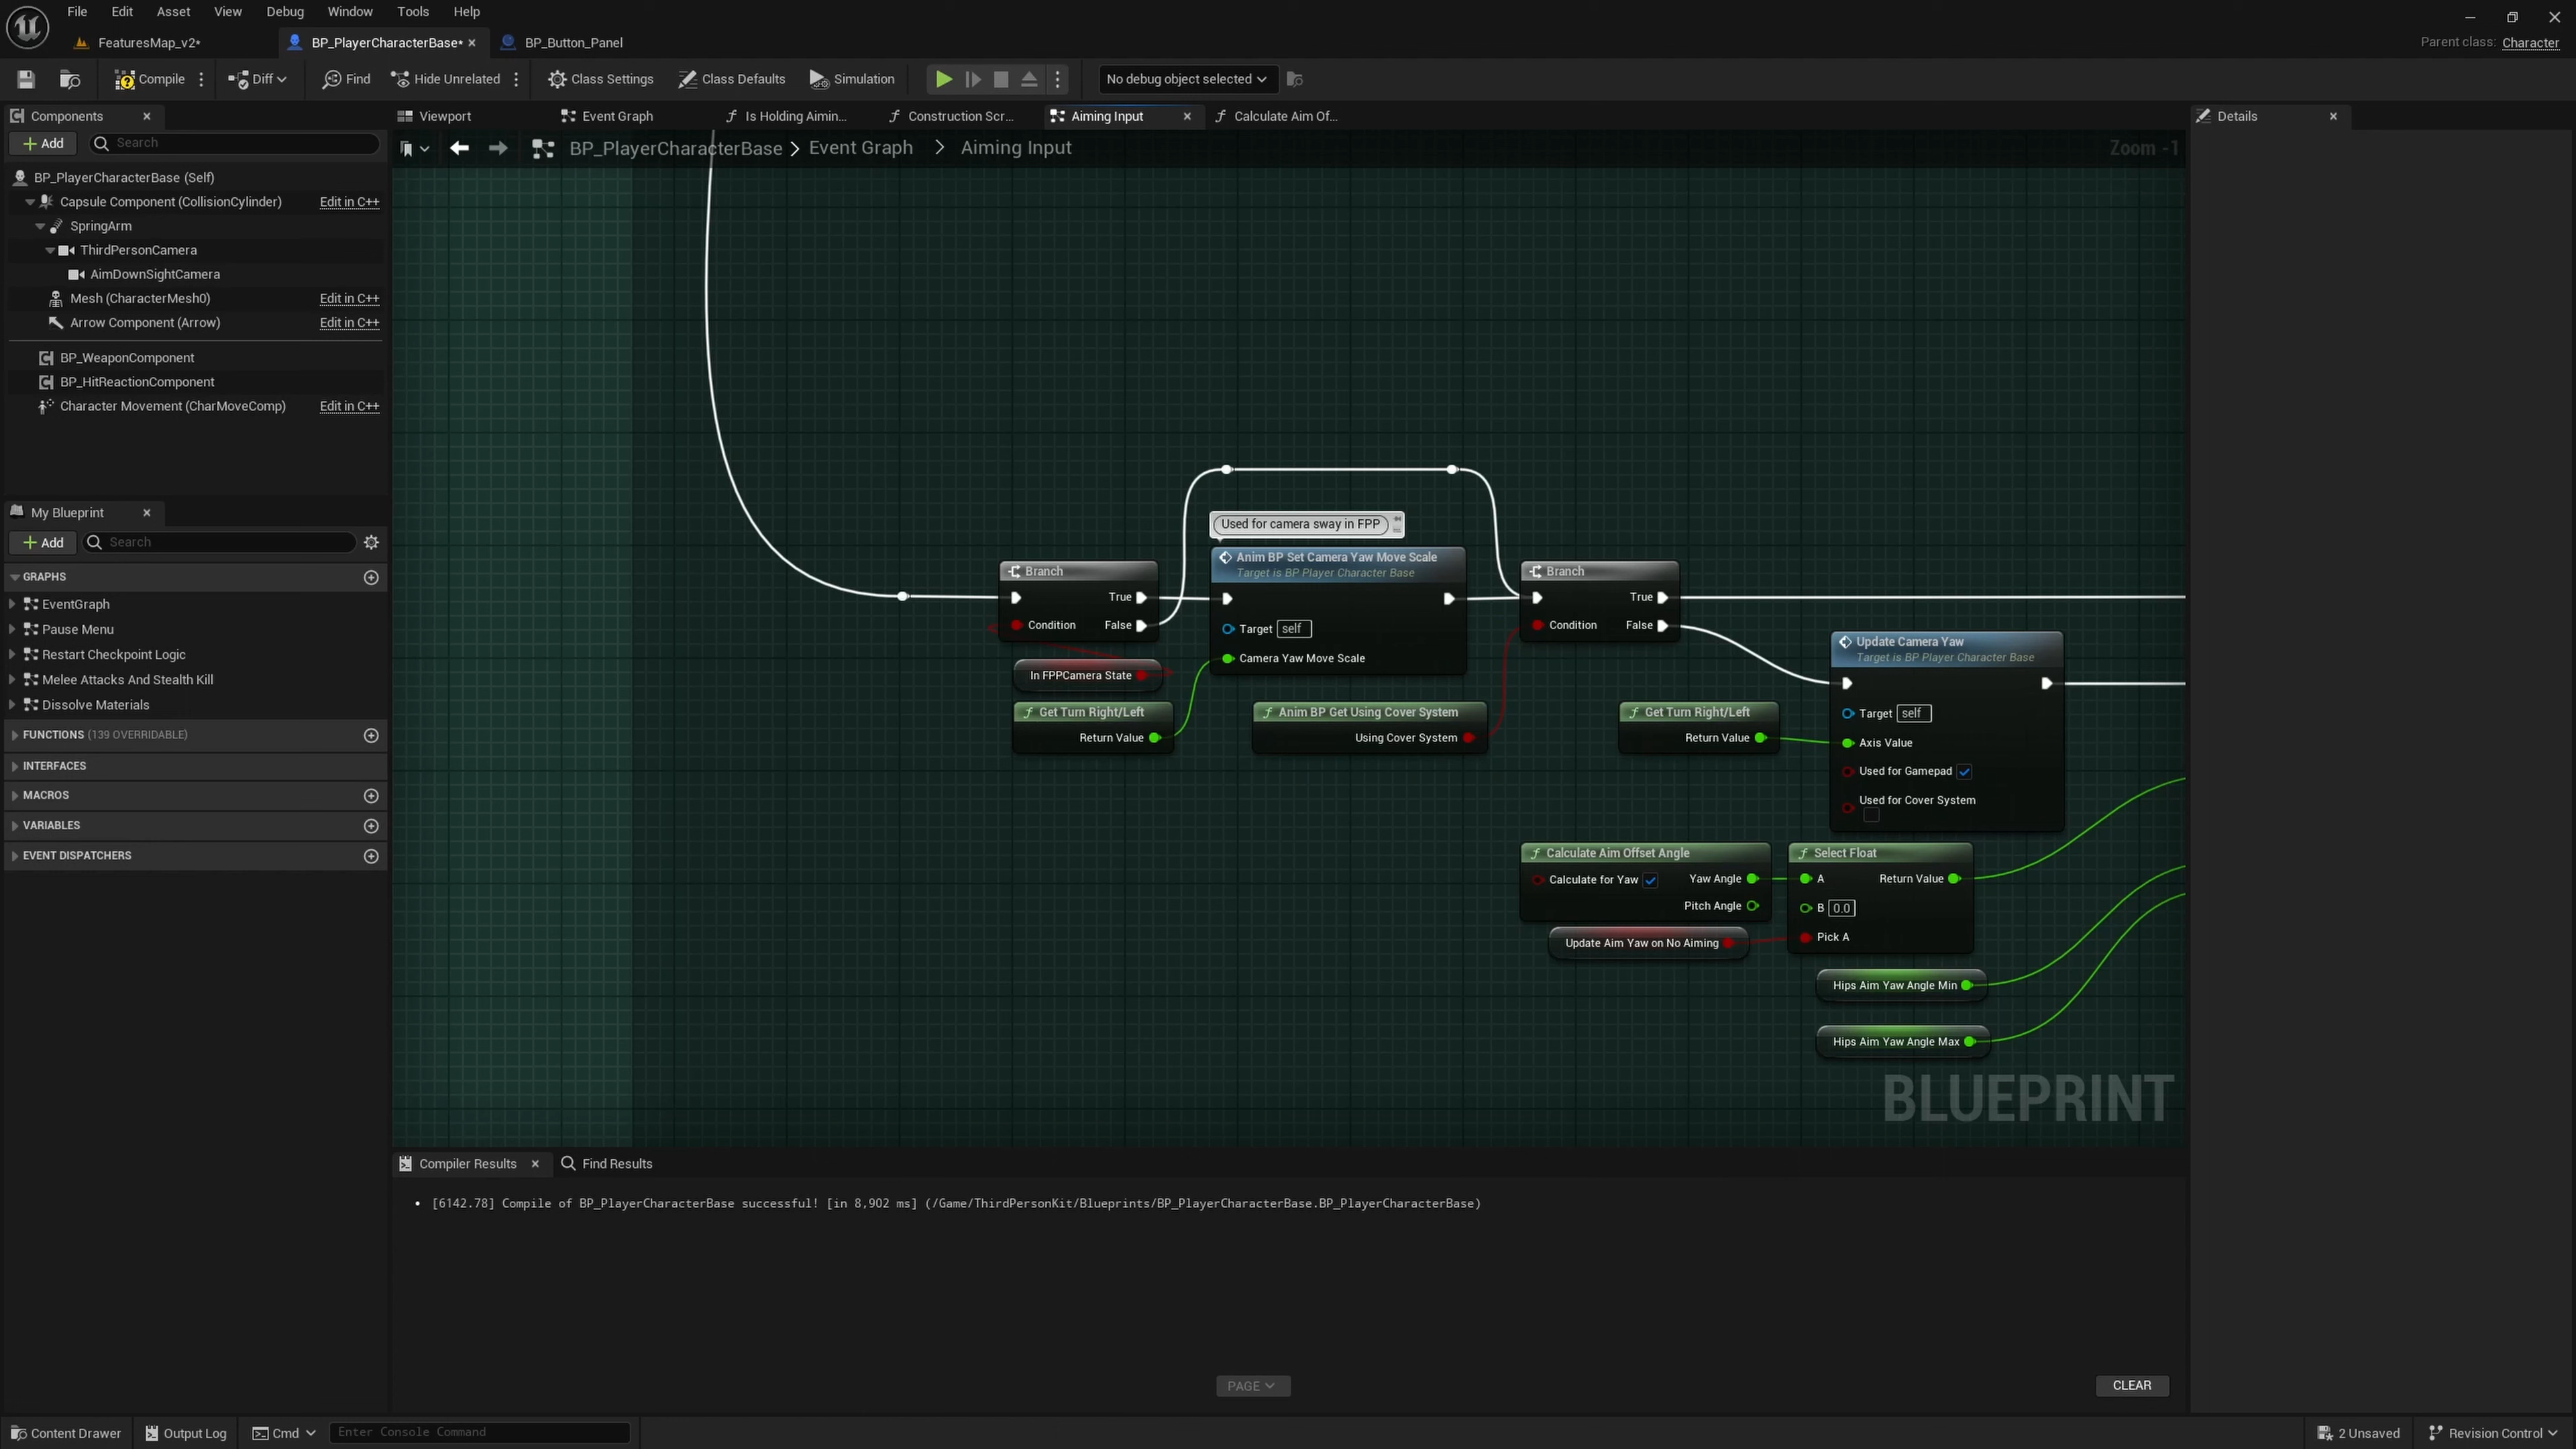 File Edit Asset View Debug Window Tools Help
FeaturesMap_v2* BP_PlayerCharacterBase* BP_Button_Panel
Parent class: Character
Compile Diff Find Hide Unrelated Class Settings Class Defaults Simulation No debug object selected
Components
Add Search
BP_PlayerCharacterBase (Self)
Capsule Component (CollisionCylinder) Edit in C++
SpringArm
ThirdPersonCamera
AimDownSightCamera
Mesh (CharacterMesh0) Edit in C++
Arrow Component (Arrow) Edit in C++
BP_WeaponComponent
BP_HitReactionComponent
Character Movement (CharMoveComp) Edit in C++
My Blueprint
Add Search
GRAPHS
EventGraph
Pause Menu
Restart Checkpoint Logic
Melee Attacks And Stealth Kill
Dissolve Materials
FUNCTIONS (139 OVERRIDABLE)
INTERFACES
MACROS
VARIABLES
EVENT DISPATCHERS
Viewport Event Graph Is Holding Aimin... Construction Scr... Aiming Input Calculate Aim Of...
BP_PlayerCharacterBase > Event Graph > Aiming Input
Zoom -1
Used for camera sway in FPP
Branch
True
Condition False
In FPPCamera State
Get Turn Right/Left
Return Value
Anim BP Set Camera Yaw Move Scale
Target is BP Player Character Base
Target self
Camera Yaw Move Scale
Anim BP Get Using Cover System
Using Cover System
Branch
True
Condition False
Get Turn Right/Left
Return Value
Update Camera Yaw
Target is BP Player Character Base
Target self
Axis Value
Used for Gamepad
Used for Cover System
Calculate Aim Offset Angle
Calculate for Yaw Yaw Angle
Pitch Angle
Update Aim Yaw on No Aiming
Select Float
A Return Value
B 0.0
Pick A
Hips Aim Yaw Angle Min
Hips Aim Yaw Angle Max
BLUEPRINT
Details
Compiler Results Find Results
[6142.78] Compile of BP_PlayerCharacterBase successful! [in 8,902 ms] (/Game/ThirdPersonKit/Blueprints/BP_PlayerCharacterBase.BP_PlayerCharacterBase)
PAGE
CLEAR
Content Drawer Output Log Cmd Enter Console Command 2 Unsaved Revision Control